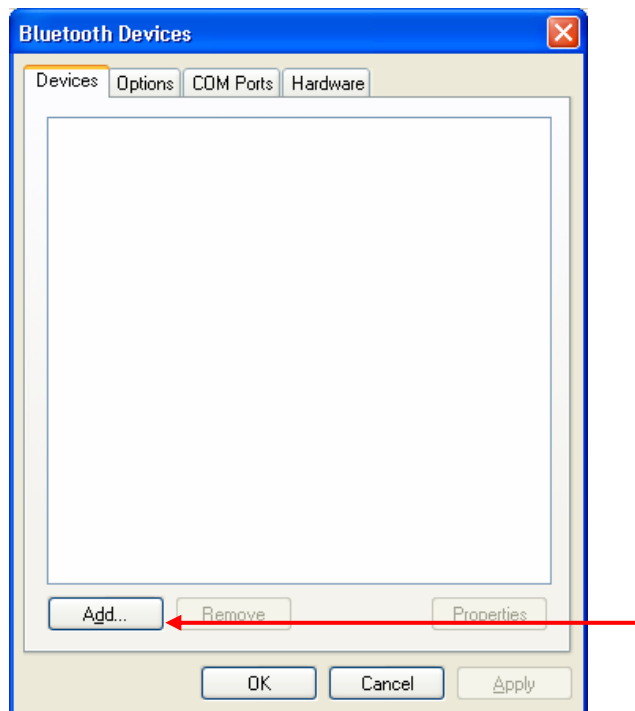 Bluetooth Devices
Devices Options COM Ports Hardware
Add... Remove Properties
OK Cancel Apply